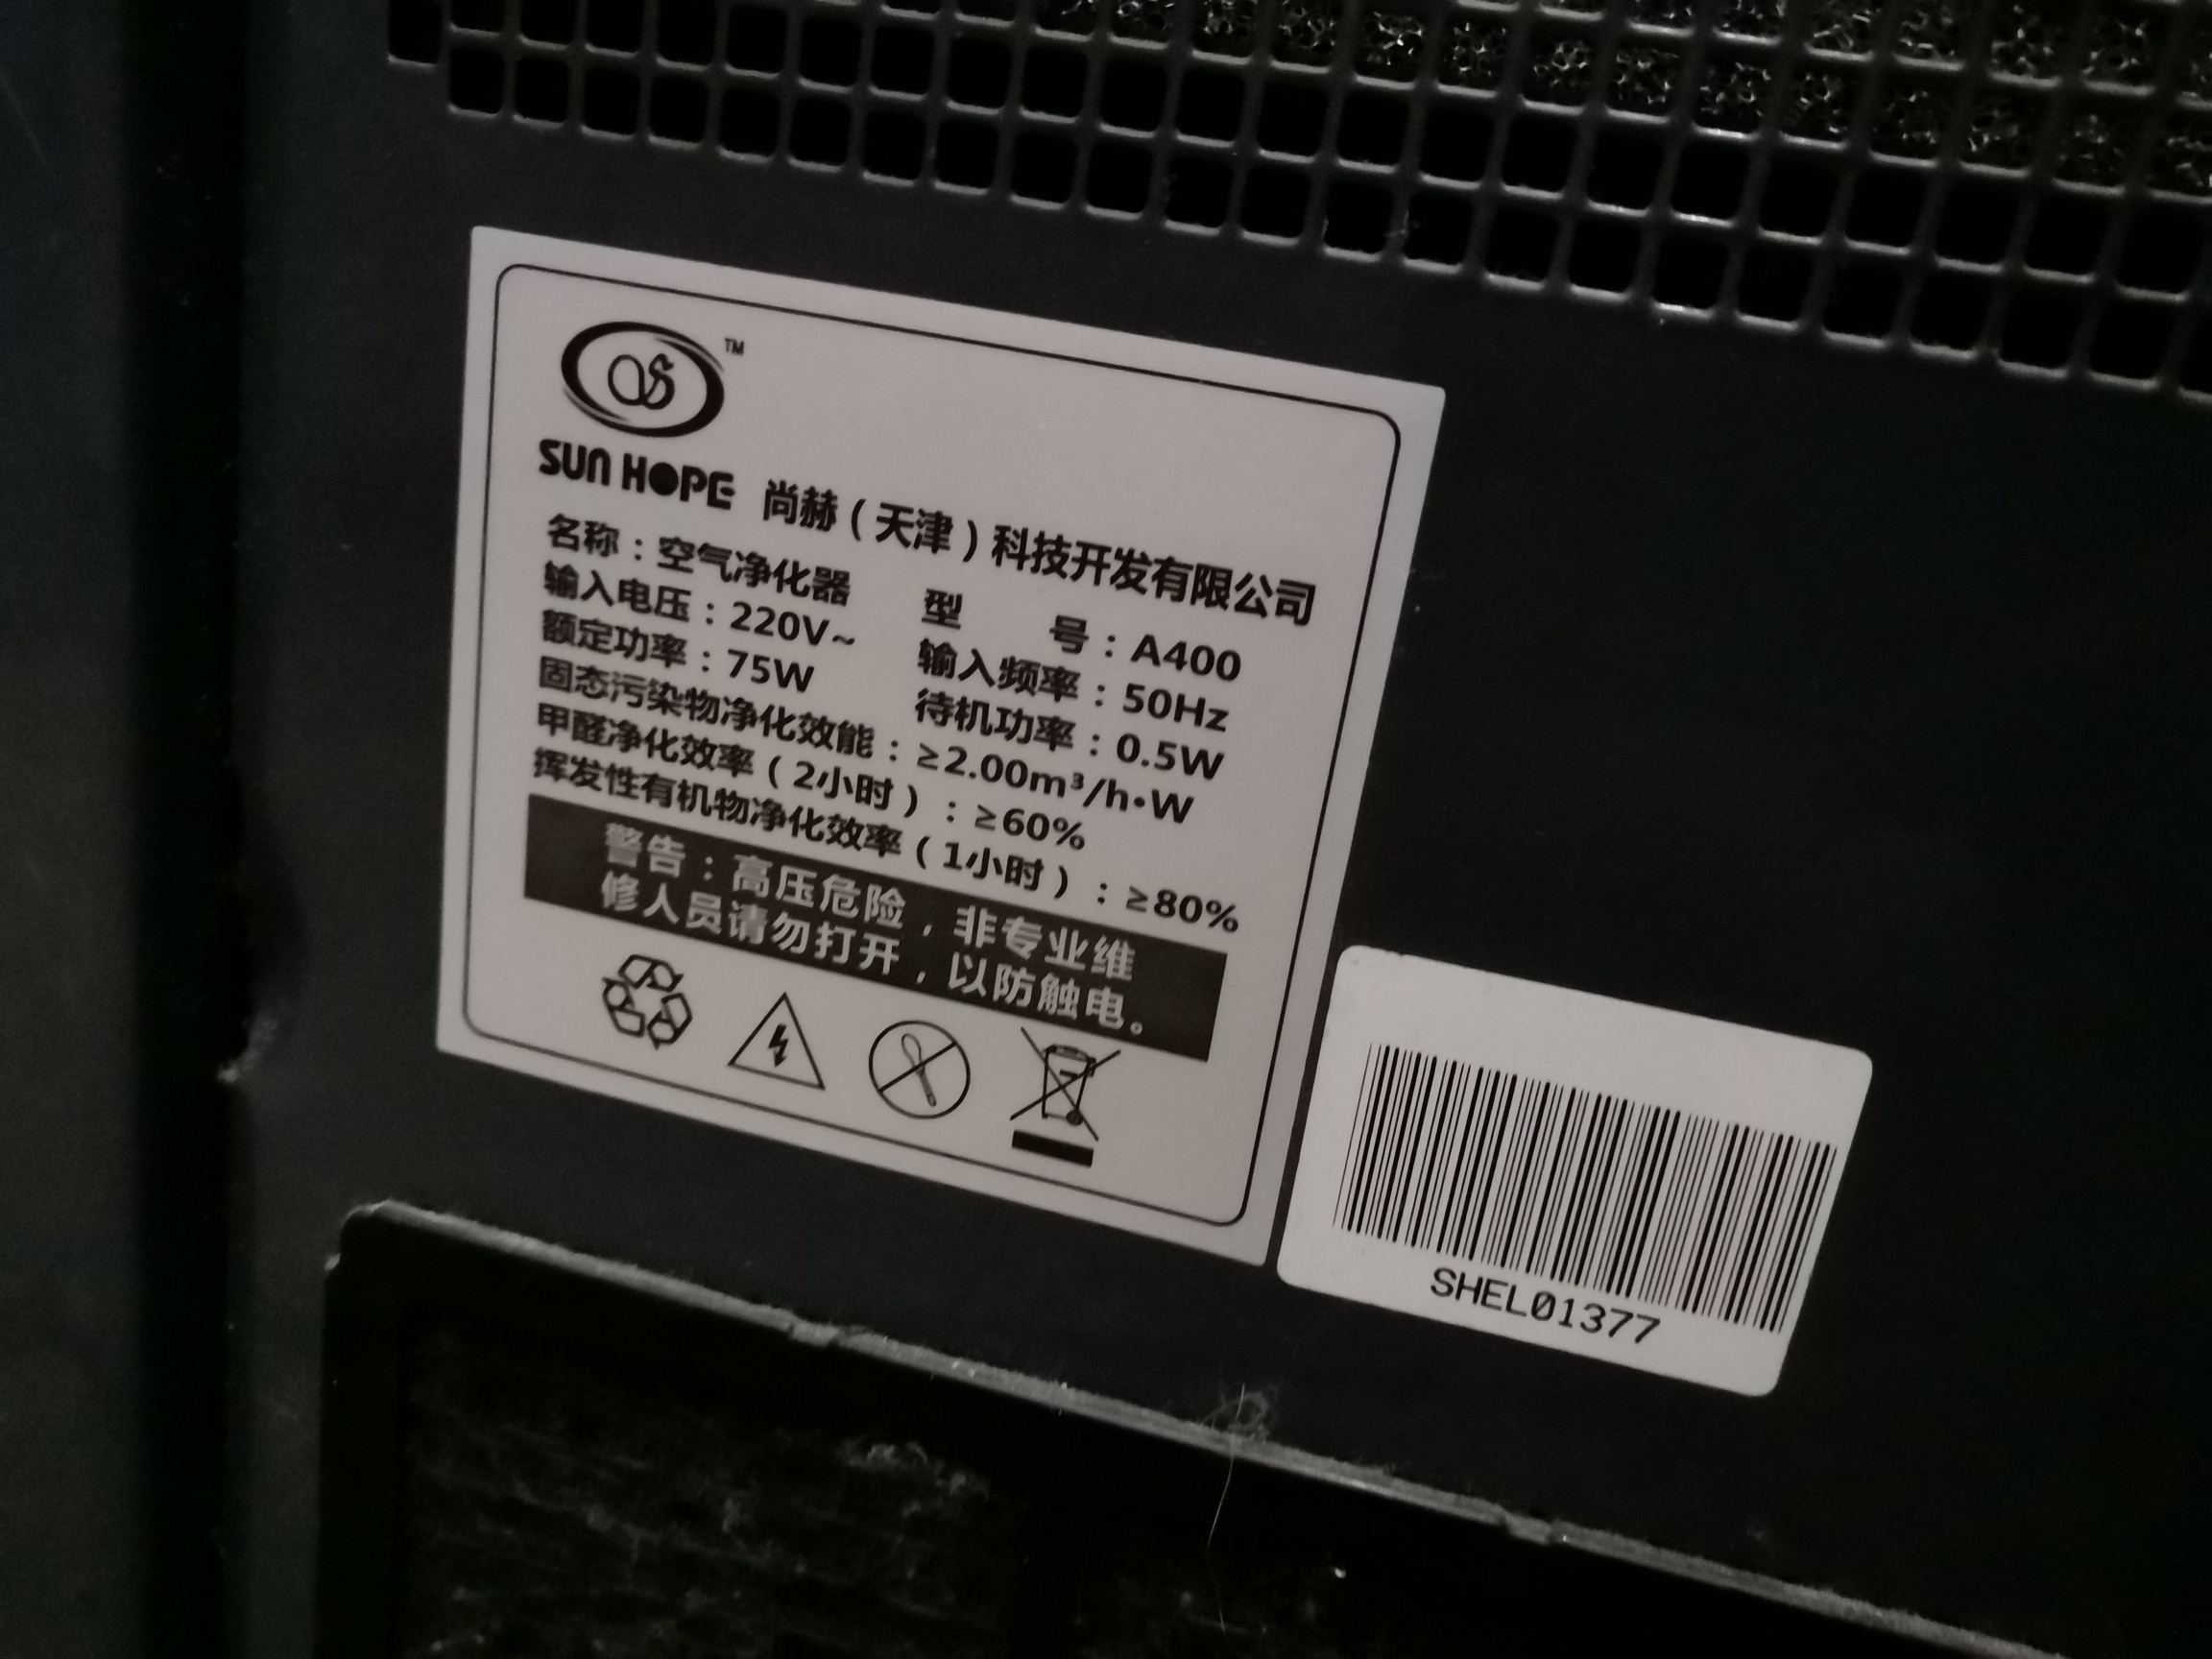 TM
SUN HOPE 尚赫（天津）科技开发有限公司
名称：空气净化器 型 号：A400
输入电压：220V~ 输入频率：50Hz
额定功率：75W 待机功率：0.5W
固态污染物净化效能：≥2.00m³/h•W
甲醛净化效率（2小时）：≥60%
挥发性有机物净化效率（1小时）：≥80%
警告：高压危险，非专业维
修人员请勿打开，以防触电。
SHEL01377